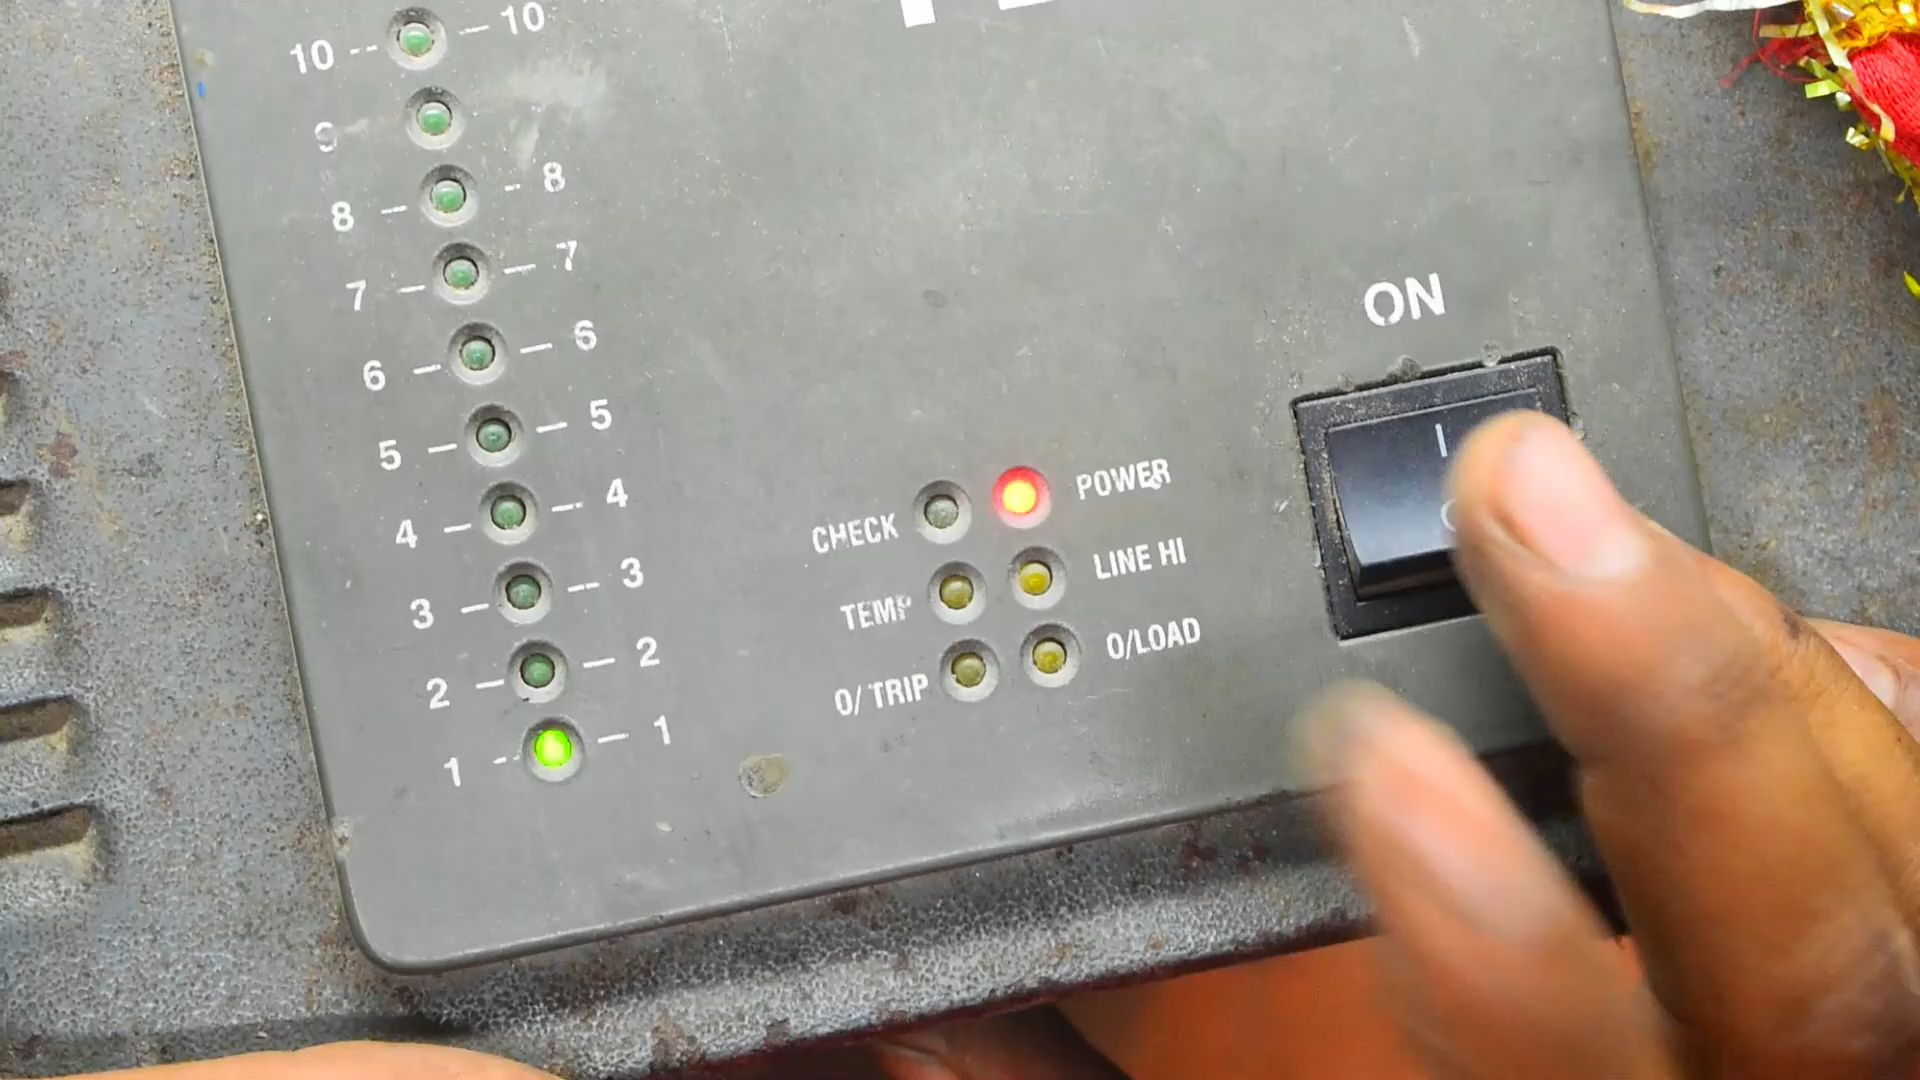 10 -- — 10
9
8 — - 8
7 — — 7
6 — — 6
5 — — 5
4 — -- 4
3 — -- 3
2 — — 2
1 -- — 1
ON
I
CHECK POWER
TEMP LINE HI
O/ TRIP O/LOAD